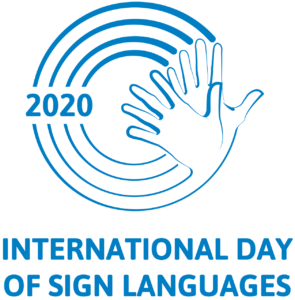 2020
INTERNATIONAL DAY
OF SIGN LANGUAGES